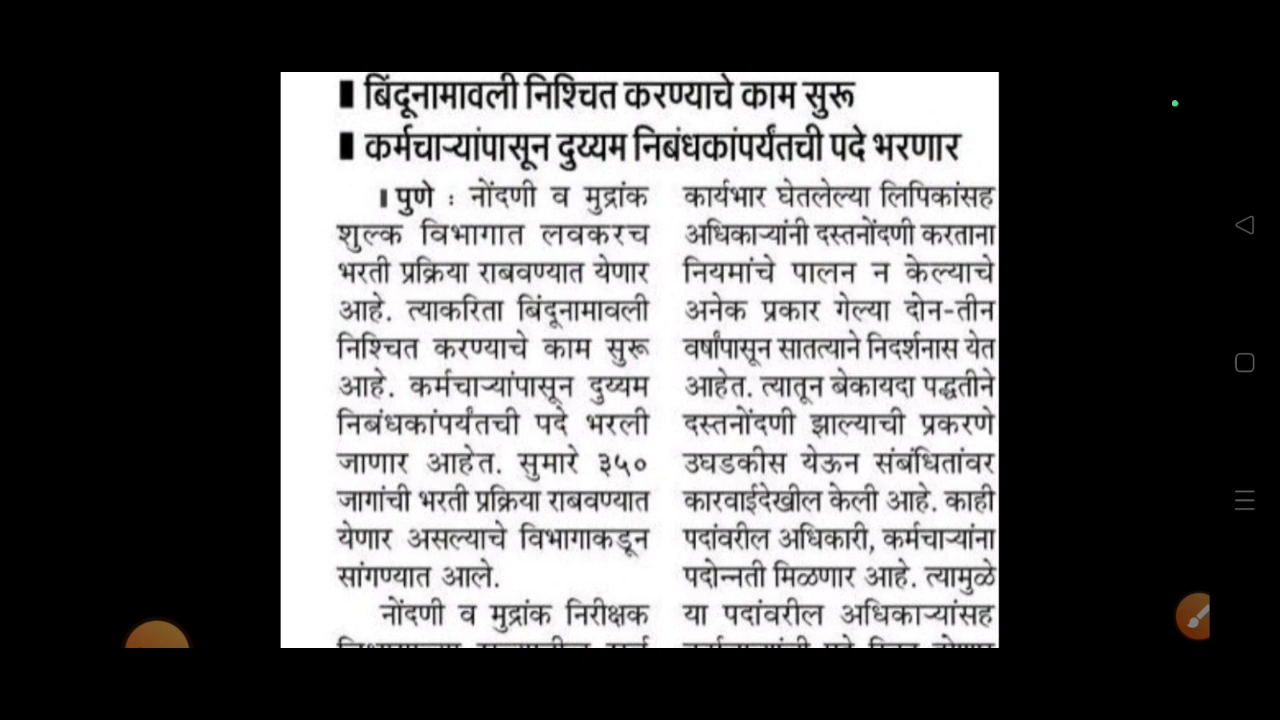 बिंदूनामावली निश्चित करण्याचे काम सुरू
कर्मचाऱ्यांपासून दुय्यम निबंधकांपर्यंतची पदे भरणार
पुणे : नोंदणी व मुद्रांक
शुल्क विभागात लवकरच
भरती प्रक्रिया राबवण्यात येणार
आहे. त्याकरिता बिंदूनामावली
निश्चित करण्याचे काम सुरू
आहे. कर्मचाऱ्यांपासून दुय्यम
निबंधकांपर्यंतची पदे भरली
जाणार आहेत. सुमारे ३५०
जागांची भरती प्रक्रिया राबवण्यात
येणार असल्याचे विभागाकडून
सांगण्यात आले.
नोंदणी व मुद्रांक निरीक्षक
कार्यभार घेतलेल्या लिपिकांसह
अधिकाऱ्यांनी दस्तनोंदणी करताना
नियमांचे पालन न केल्याचे
अनेक प्रकार गेल्या दोन-तीन
वर्षांपासून सातत्याने निदर्शनास येत
आहेत. त्यातून बेकायदा पद्धतीने
दस्तनोंदणी झाल्याची प्रकरणे
उघडकीस येऊन संबंधितांवर
कारवाईदेखील केली आहे. काही
पदांवरील अधिकारी, कर्मचाऱ्यांना
पदोन्नती मिळणार आहे. त्यामुळे
या पदांवरील अधिकाऱ्यांसह